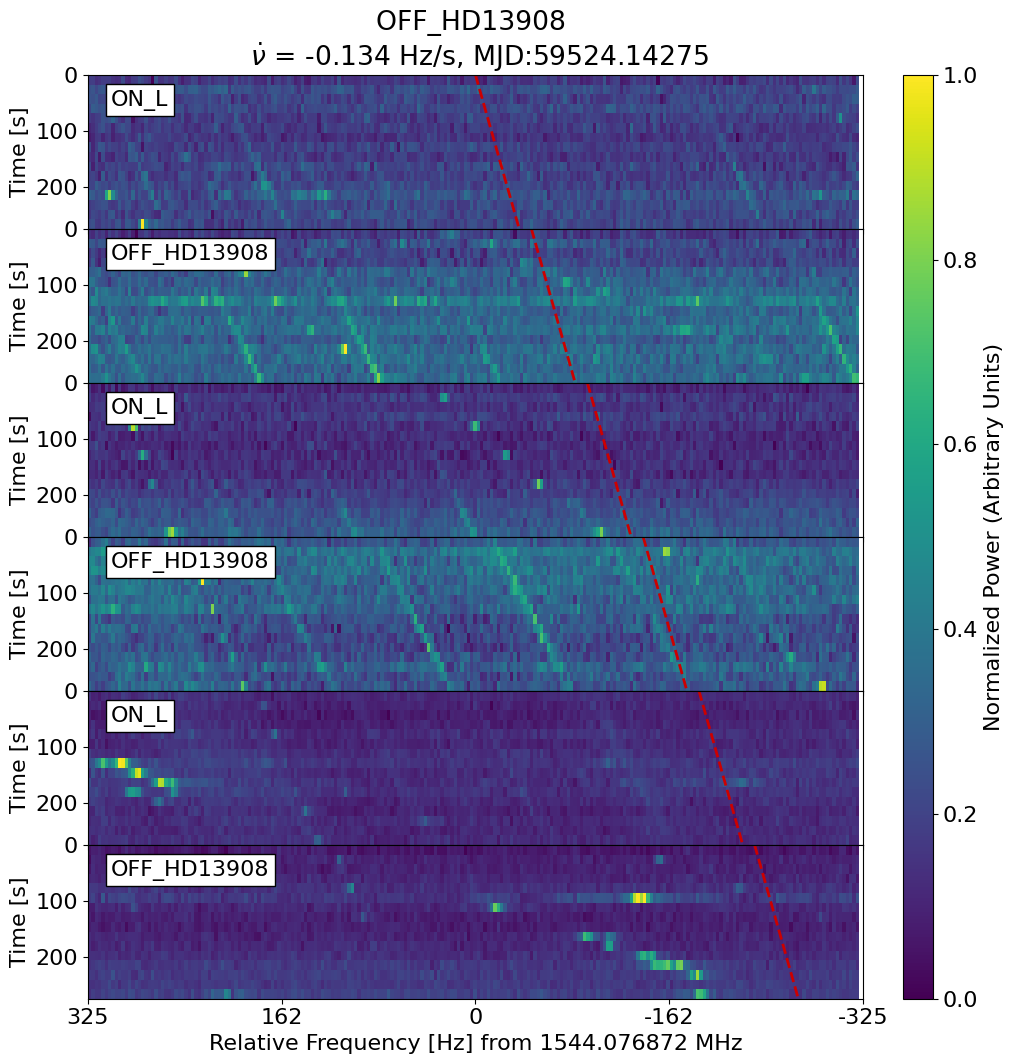 OFF_HD13908
ν̇ = -0.134 Hz/s, MJD:59524.14275
ON_L
OFF_HD13908
ON_L
OFF_HD13908
ON_L
OFF_HD13908
Time [s]
Time [s]
Time [s]
Time [s]
Time [s]
Time [s]
0
100
200
0
100
200
0
100
200
0
100
200
0
100
200
0
100
200
325
162
0
-162
-325
Relative Frequency [Hz] from 1544.076872 MHz
1.0
0.8
0.6
0.4
0.2
0.0
Normalized Power (Arbitrary Units)